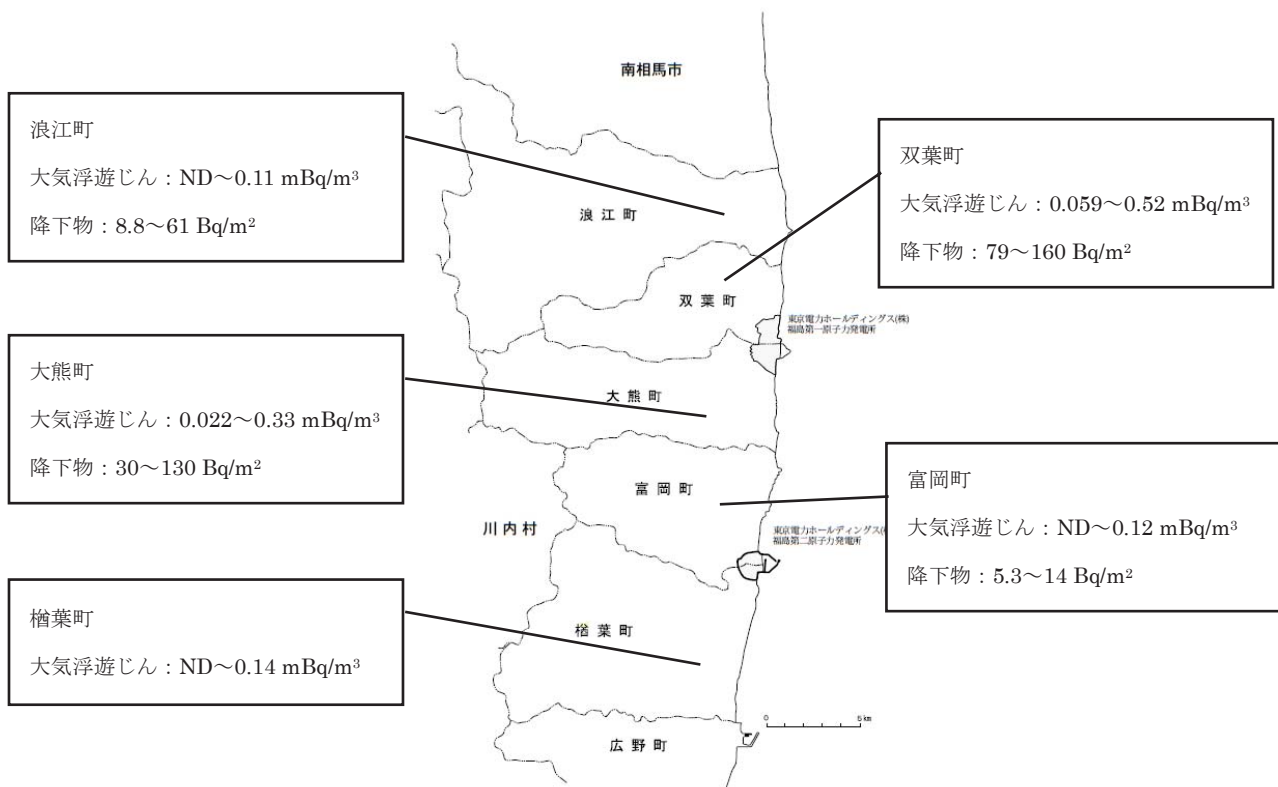 南相馬市
浪江町
大気浮遊じん：ND～0.11 mBq/m³
降下物：8.8～61 Bq/m²
双葉町
大気浮遊じん：0.059～0.52 mBq/m³
降下物：79～160 Bq/m²
浪江町
双葉町
東京電力ホールディングス(株)
福島第一原子力発電所
大熊町
大気浮遊じん：0.022～0.33 mBq/m³
降下物：30～130 Bq/m²
大熊町
富岡町
富岡町
大気浮遊じん：ND～0.12 mBq/m³
降下物：5.3～14 Bq/m²
川内村
東京電力ホールディングス(
福島第二原子力発電所
楢葉町
大気浮遊じん：ND～0.14 mBq/m³
楢葉町
0 5 km
広野町